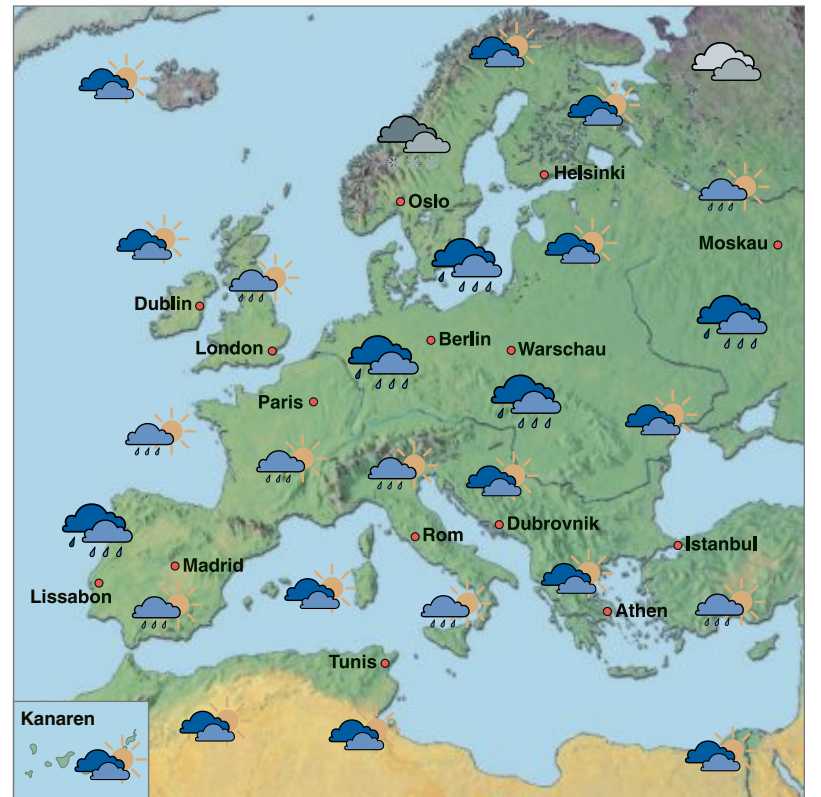 Helsinki
Oslo
Moskau
Dublin
Berlin
London
Warschau
Paris
Dubrovnik
Rom
Istanbul
Madrid
Lissabon
Athen
Tunis
Kanaren